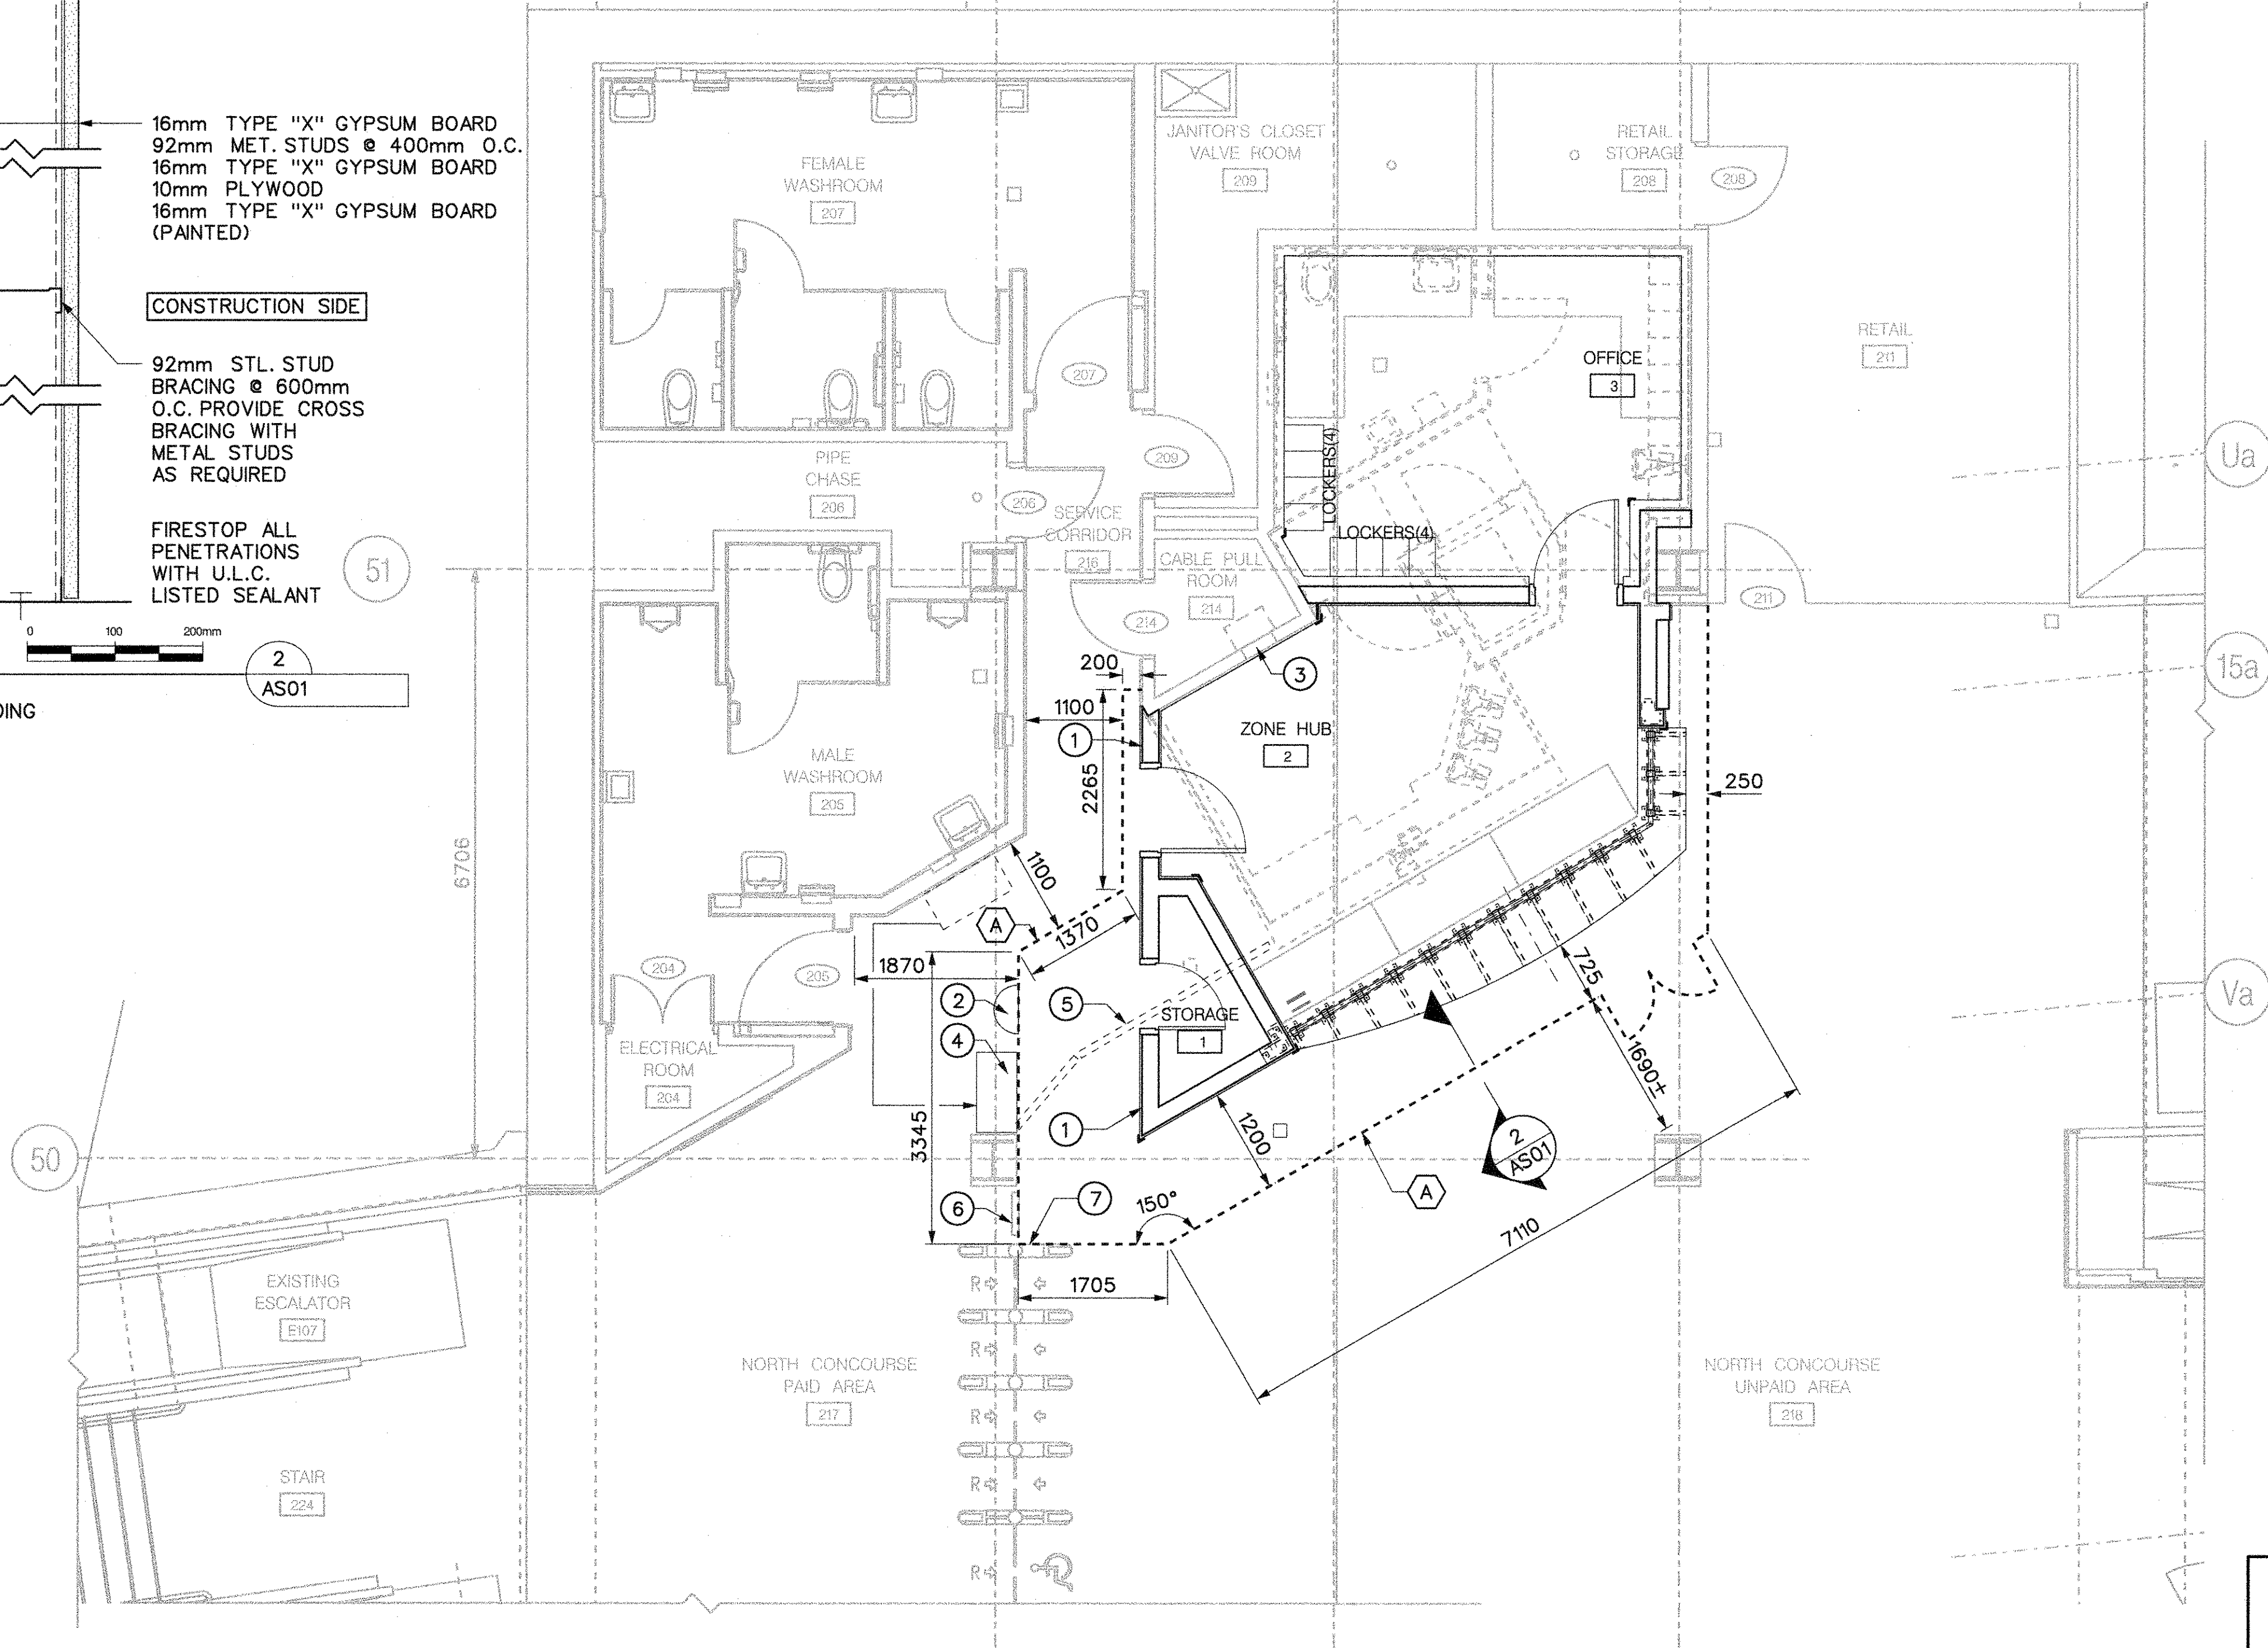 16mm TYPE "X" GYPSUM BOARD
92mm MET. STUDS @ 400mm O.C.
16mm TYPE "X" GYPSUM BOARD
10mm PLYWOOD
16mm TYPE "X" GYPSUM BOARD
(PAINTED)
CONSTRUCTION SIDE
92mm STL. STUD
BRACING @ 600mm
O.C. PROVIDE CROSS
BRACING WITH
METAL STUDS
AS REQUIRED
FIRESTOP ALL
PENETRATIONS
WITH U.L.C.
LISTED SEALANT
0 100 200mm
2
AS01
DING
51
50
6706
FEMALE
WASHROOM
207
JANITOR'S CLOSET
VALVE ROOM
209
RETAIL
STORAGE
208
208
RETAIL
211
OFFICE
3
207
209
LOCKERS(4)
LOCKERS(4)
PIPE
CHASE
206
206
SERVICE
CORRIDOR
216
CABLE PULL
ROOM
214
214
211
Ua
15a
Va
3
200
1100
1
2265
ZONE HUB
2
250
MALE
WASHROOM
205
1100
A
1370
1870
204
205
2
5
4
STORAGE
1
ELECTRICAL
ROOM
204
3345
1
725
1690±
1200
2
AS01
A
6
7
150°
7110
1705
EXISTING
ESCALATOR
E107
R
R
R
R
R
NORTH CONCOURSE
PAID AREA
217
NORTH CONCOURSE
UNPAID AREA
218
STAIR
224